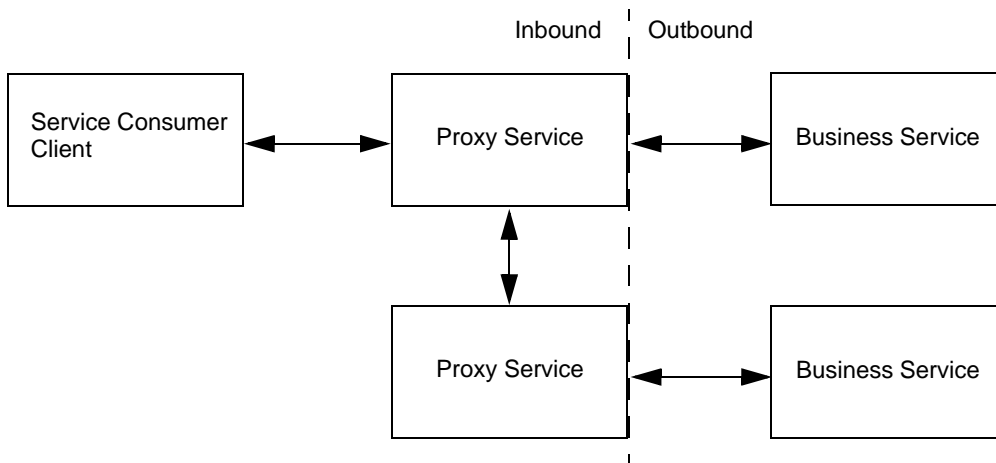 Inbound
Outbound
Service Consumer
Client
Proxy Service
Business Service
Proxy Service
Business Service